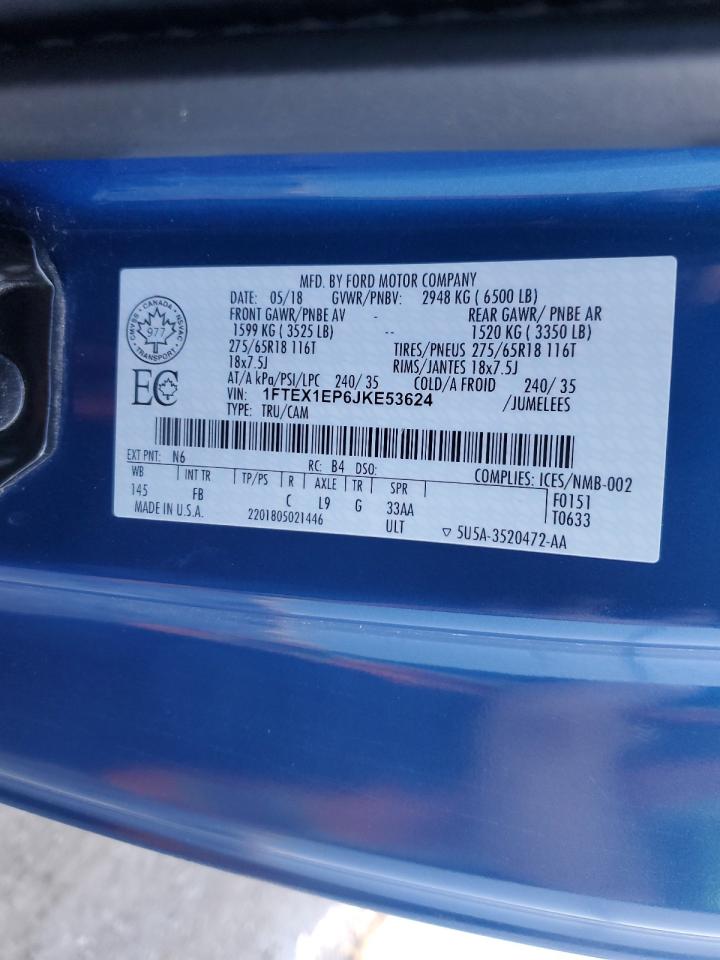 MFD. BY FORD MOTOR COMPANY
DATE: 05/18 GVWR/PNBV: 2948 KG ( 6500 LB)
FRONT GAWR/PNBE AV - REAR GAWR/ PNBE AR
1599 KG ( 3525 LB) -- 1520 KG ( 3350 LB)
275/65R18 116T TIRES/PNEUS 275/65R18 116T
18x7.5J RIMS/JANTES 18x7.5J
AT/A kPa/PSI/LPC 240/ 35 COLD/A FROID 240/ 35
VIN: 1FTEX1EP6JKE53624 /JUMELEES
TYPE: TRU/CAM
CANADA
977
TRANSPORT
EC
EXT PNT: N6 RC: B4 DSO: COMPLIES: ICES/NMB-002
WB INT TR TP/PS R AXLE TR SPR F0151
145 FB C L9 G 33AA T0633
MADE IN U.S.A. 2201805021446 ULT ▽ 5U5A-3520472-AA